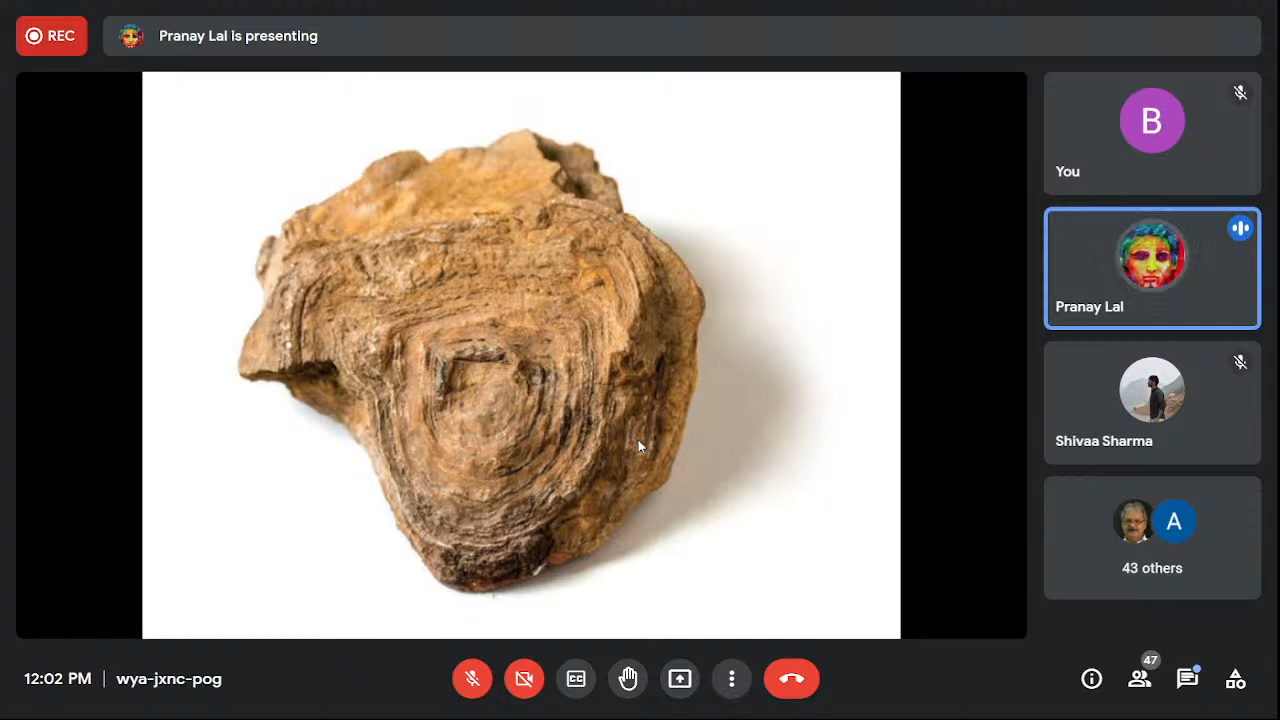 REC
Pranay Lal is presenting
B
You
Pranay Lal
Shivaa Sharma
A
43 others
12:02 PM
wya-jxnc-pog
CC
47